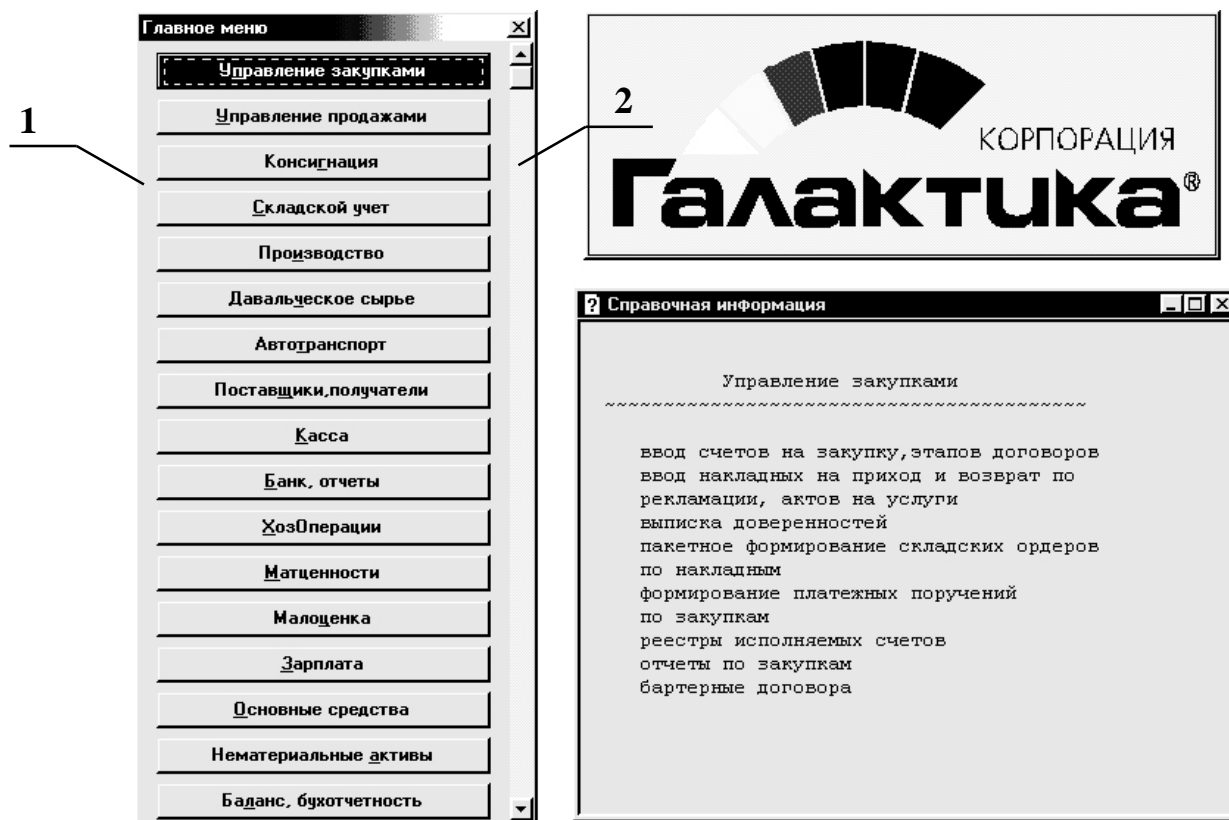 Главное меню
Управление закупками
Управление продажами
Консигнация
Складской учет
Производство
Давальческое сырье
Автотранспорт
Поставщики,получатели
Касса
Банк, отчеты
ХозОперации
Матценности
Малоценка
Зарплата
Основные средства
Нематериальные активы
Баланс, бухотчетность
1
2
КОРПОРАЦИЯ
Галактика®
? Справочная информация
Управление закупками
~~~~~~~~~~~~~~~~~~~~~~~~~~~~~~~~~~~~~~~~~
ввод счетов на закупку,этапов договоров
ввод накладных на приход и возврат по
рекламации, актов на услуги
выписка доверенностей
пакетное формирование складских ордеров
по накладным
формирование платежных поручений
по закупкам
реестры исполняемых счетов
отчеты по закупкам
бартерные договора